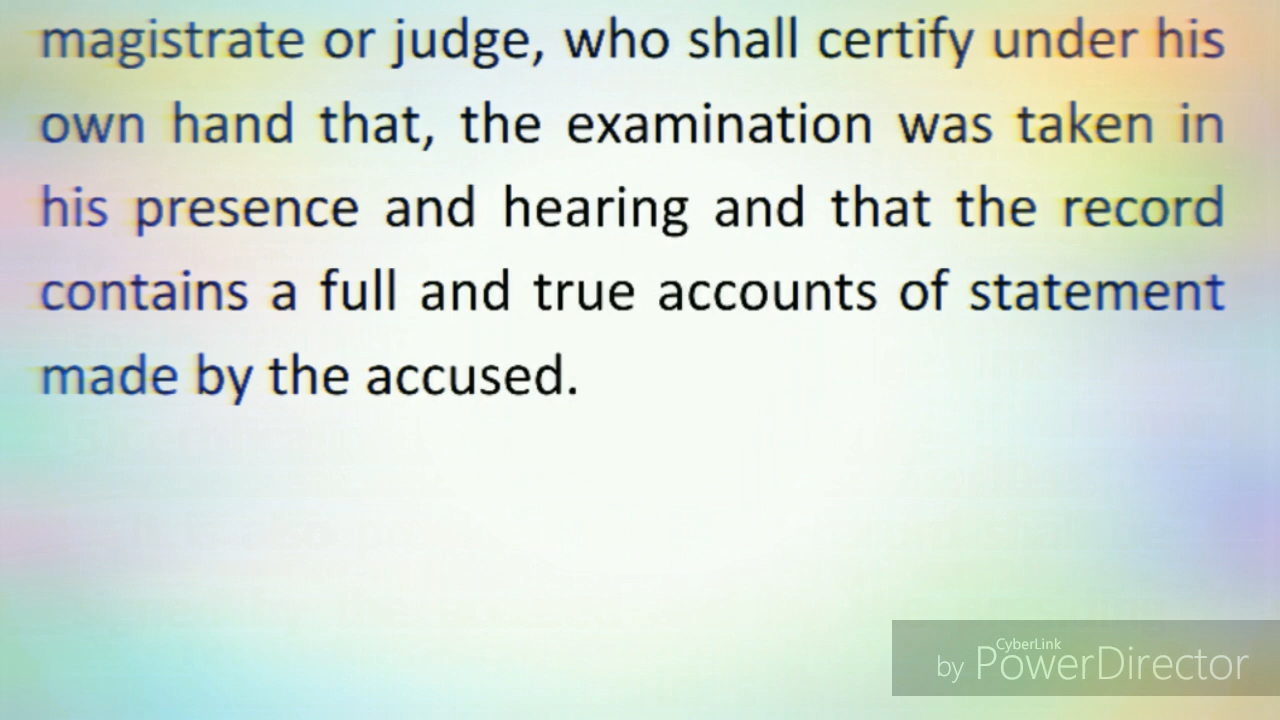 magistrate or judge, who shall certify under his
own hand that, the examination was taken in
his presence and hearing and that the record
contains a full and true accounts of statement
made by the accused.
CyberLink
by PowerDirector